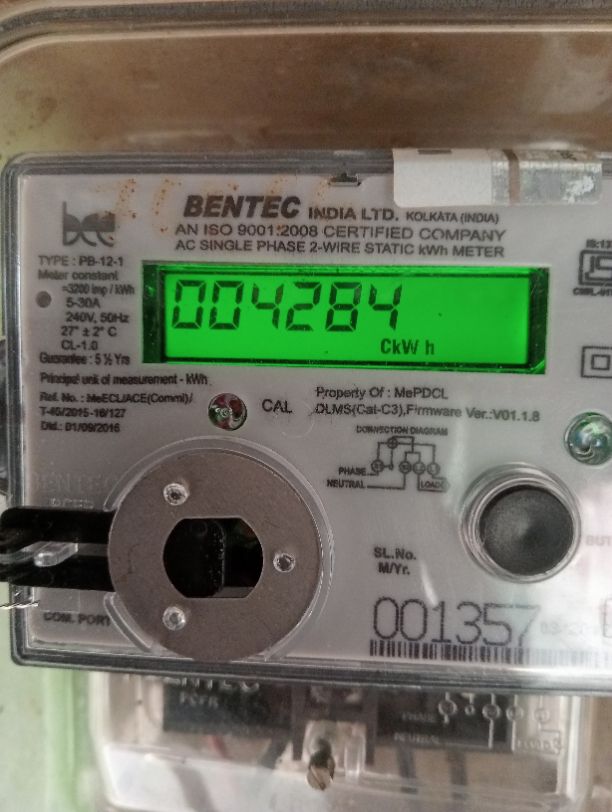 BENTEC INDIA LTD. KOLKATA (INDIA)
AN ISO 9001:2008 CERTIFIED COMPANY
AC SINGLE PHASE 2-WIRE STATIC kWh METER
TYPE : PB-12-1
Meter constant
=3200 imp / kWh
5-30A
240V, 50Hz
27° ± 2° C
CL-1.0
Guarantee : 5 ½ Yrs
004284
CkW h
Principal unit of measurement - kWh
Ref. No. : MeECL/ACE(Comml)/
T-45/2015-16/127
Dtd.: 01/09/2016
CAL
Property Of : MePDCL
DLMS(Cat-C3),Firmware Ver.:V01.1.8
CONNECTION DIAGRAM
PHASE
NEUTRAL
LOAD
SL.No.
M/Yr.
001357
COM. PORT
BENTEC
PHASE
NEUTRAL